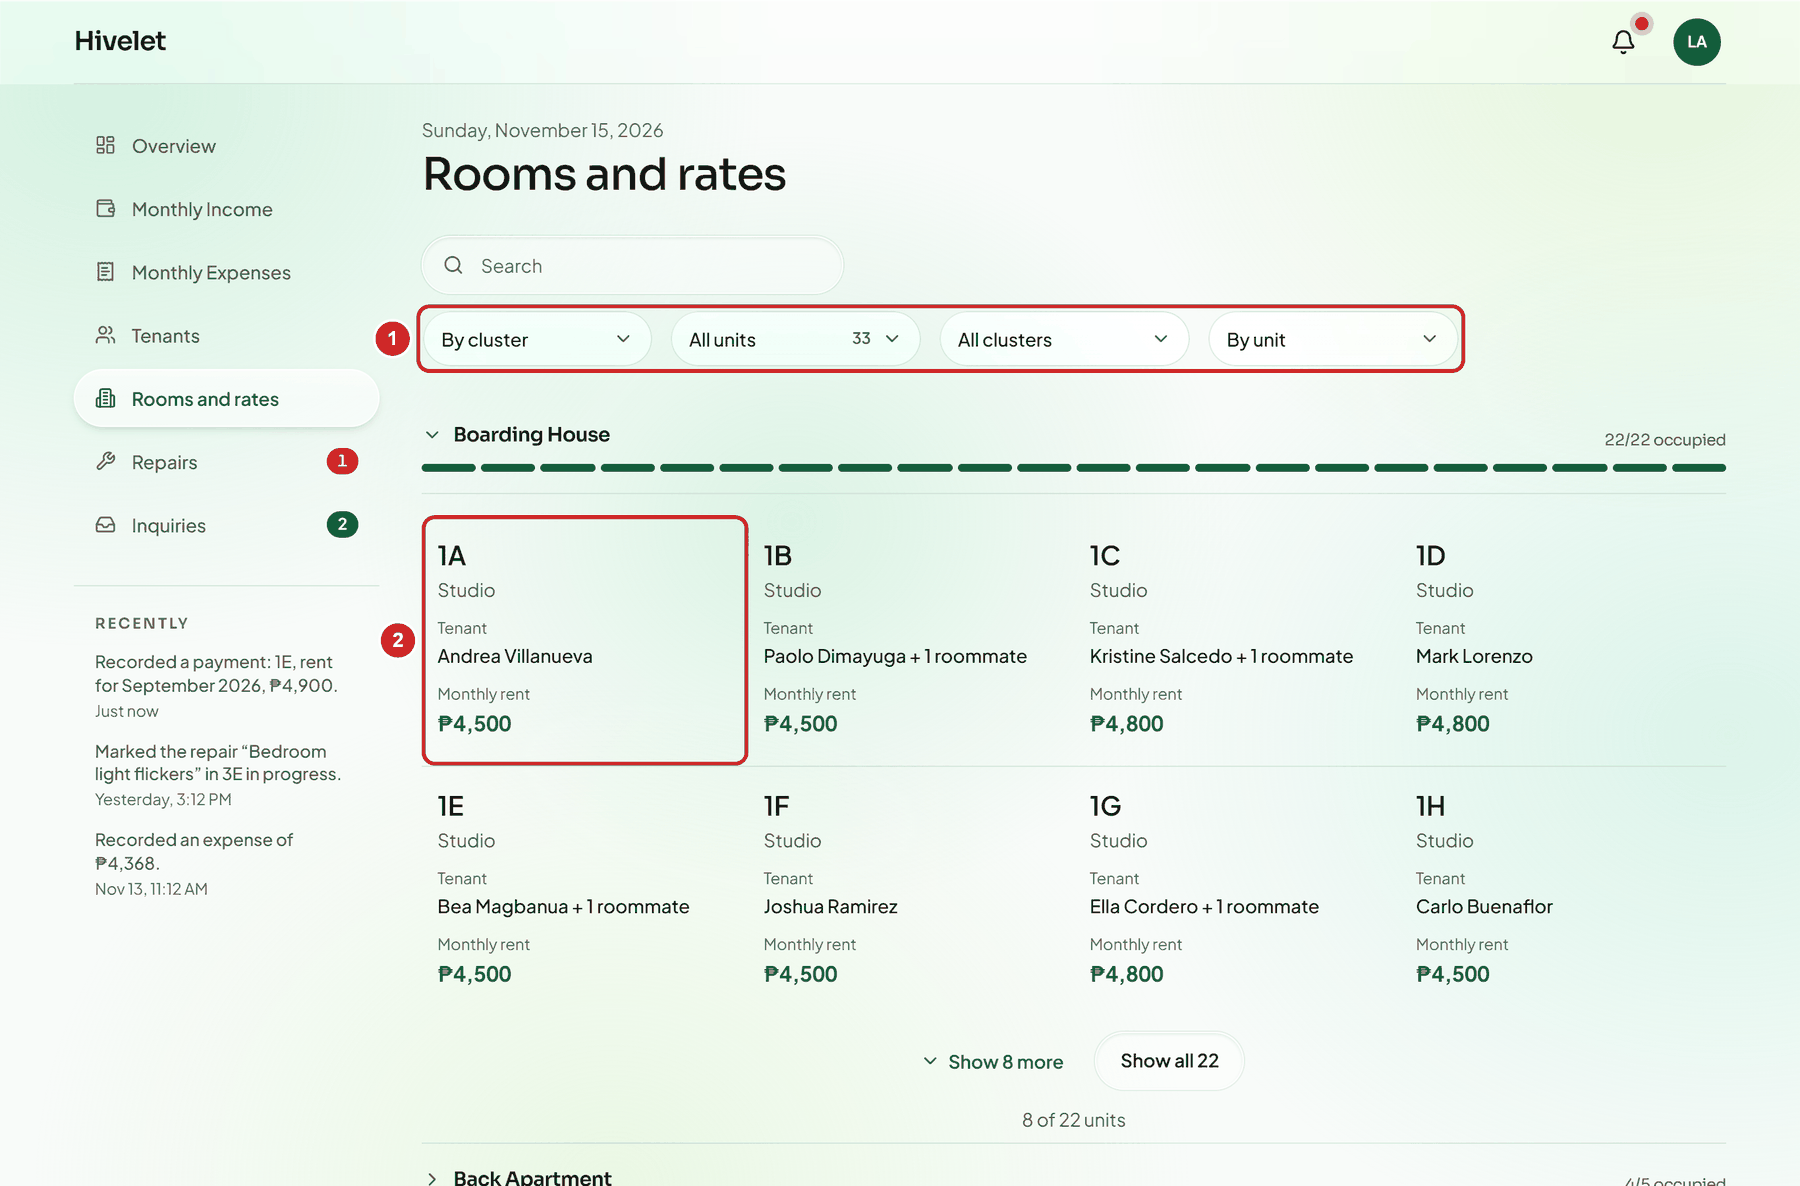 Hivelet
LA
Overview
Monthly Income
Monthly Expenses
Tenants
Rooms and rates
Repairs
1
Inquiries
2
RECENTLY
Recorded a payment: 1E, rent
for September 2026, ₱4,900.
Just now
Marked the repair “Bedroom
light flickers” in 3E in progress.
Yesterday, 3:12 PM
Recorded an expense of
₱4,368.
Nov 13, 11:12 AM
Sunday, November 15, 2026
Rooms and rates
Search
1
By cluster
All units 33
All clusters
By unit
Boarding House
22/22 occupied
2
1A
Studio
Tenant
Andrea Villanueva
Monthly rent
₱4,500
1B
Studio
Tenant
Paolo Dimayuga + 1 roommate
Monthly rent
₱4,500
1C
Studio
Tenant
Kristine Salcedo + 1 roommate
Monthly rent
₱4,800
1D
Studio
Tenant
Mark Lorenzo
Monthly rent
₱4,800
1E
Studio
Tenant
Bea Magbanua + 1 roommate
Monthly rent
₱4,500
1F
Studio
Tenant
Joshua Ramirez
Monthly rent
₱4,500
1G
Studio
Tenant
Ella Cordero + 1 roommate
Monthly rent
₱4,800
1H
Studio
Tenant
Carlo Buenaflor
Monthly rent
₱4,500
Show 8 more
Show all 22
8 of 22 units
Back Apartment
4/5 occupied